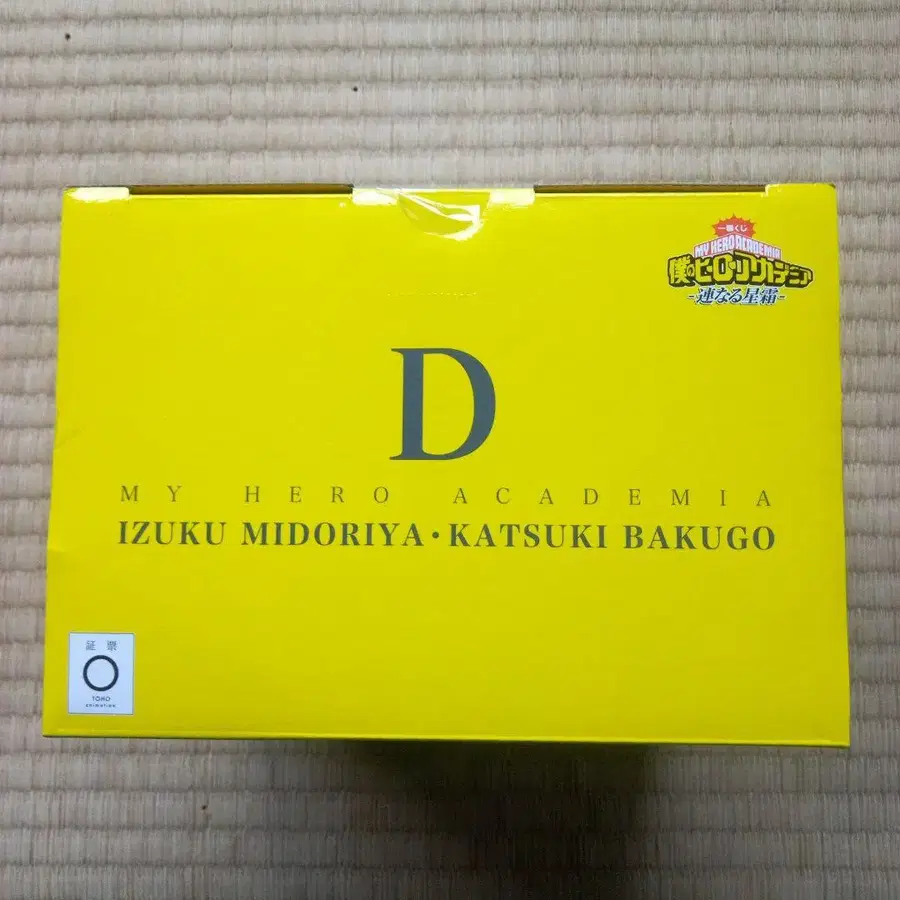 一番くじ
MY HERO ACADEMIA
僕のヒーローアカデミア
-連なる星霜-
D
MY HERO ACADEMIA
IZUKU MIDORIYA・KATSUKI BAKUGO
証票
TOHO
animation